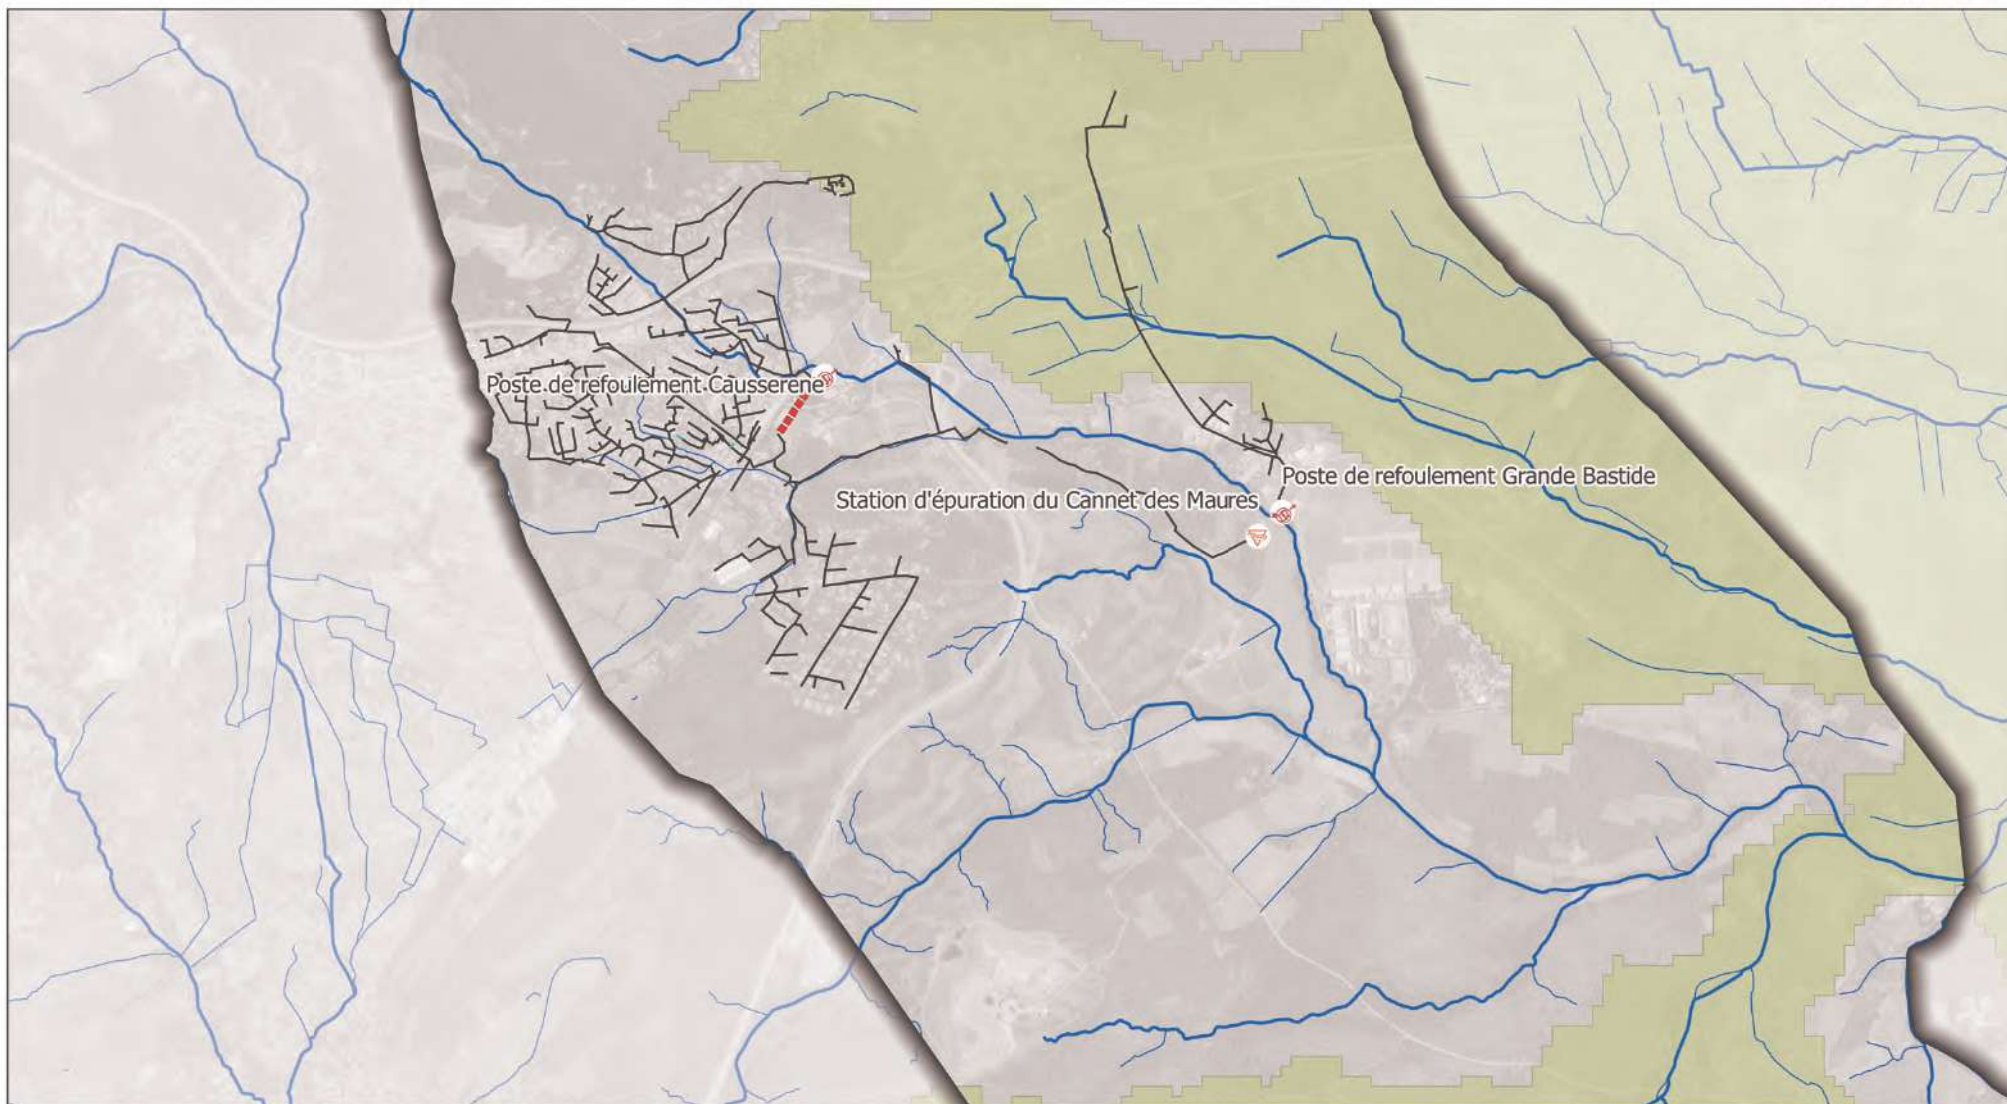 Poste de refoulement Causserene
Poste de refoulement Grande Bastide
Station d'épuration du Cannet des Maures